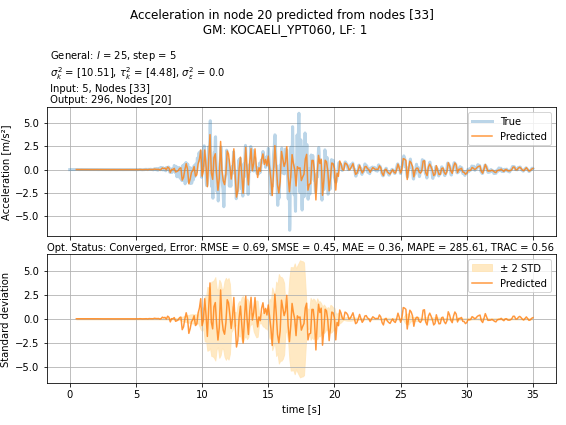 Acceleration in node 20 predicted from nodes [33]
GM: KOCAELI_YPT060, LF: 1
General: l = 25, step = 5
σ²ₖ = [10.51], τ²ₖ = [4.48], σ²ε = 0.0
Input: 5, Nodes [33]
Output: 296, Nodes [20]
Acceleration [m/s²]
5.0
2.5
0.0
−2.5
−5.0
True
Predicted
Opt. Status: Converged, Error: RMSE = 0.69, SMSE = 0.45, MAE = 0.36, MAPE = 285.61, TRAC = 0.56
Standard deviation
5.0
2.5
0.0
−2.5
−5.0
± 2 STD
Predicted
0 5 10 15 20 25 30 35
time [s]